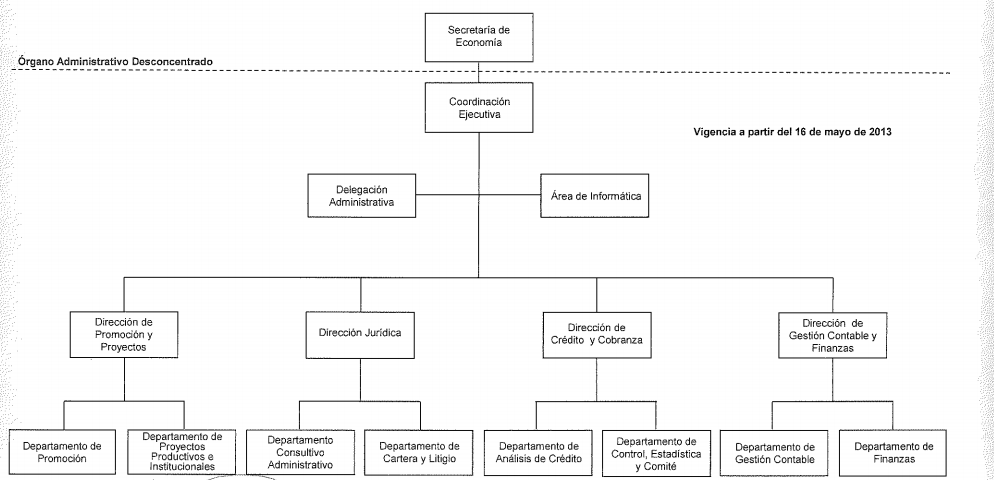 Secretaría de
Economía
Órgano Administrativo Desconcentrado
Coordinación
Ejecutiva
Vigencia a partir del 16 de mayo de 2013
Delegación
Administrativa
Área de Informática
Dirección de
Promoción y
Proyectos
Dirección Jurídica
Dirección de
Crédito y Cobranza
Dirección de
Gestión Contable y
Finanzas
Departamento de
Promoción
Departamento de
Proyectos
Productivos e
Institucionales
Departamento
Consultivo
Administrativo
Departamento de
Cartera y Litigio
Departamento de
Análisis de Crédito
Departamento de
Control, Estadística
y Comité
Departamento de
Gestión Contable
Departamento de
Finanzas